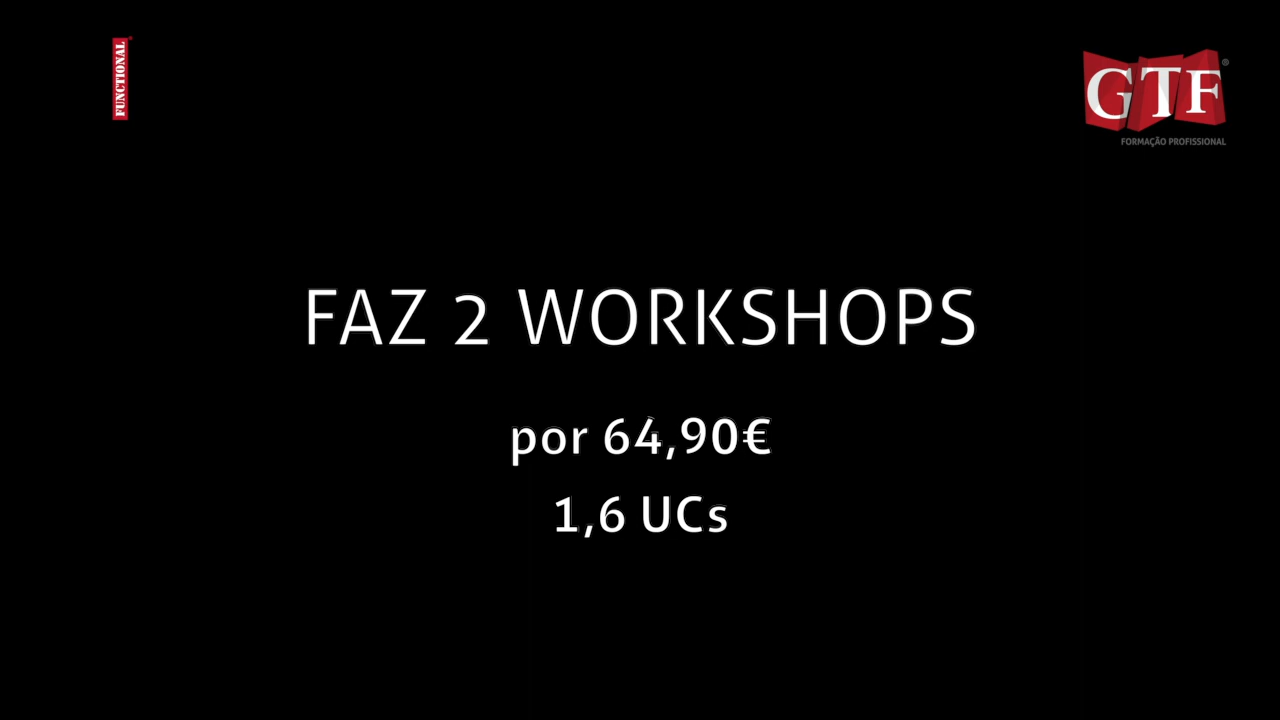 FUNCTIONAL
GTF
FORMAÇÃO PROFISSIONAL
FAZ 2 WORKSHOPS
por 64,90€
1,6 UCs